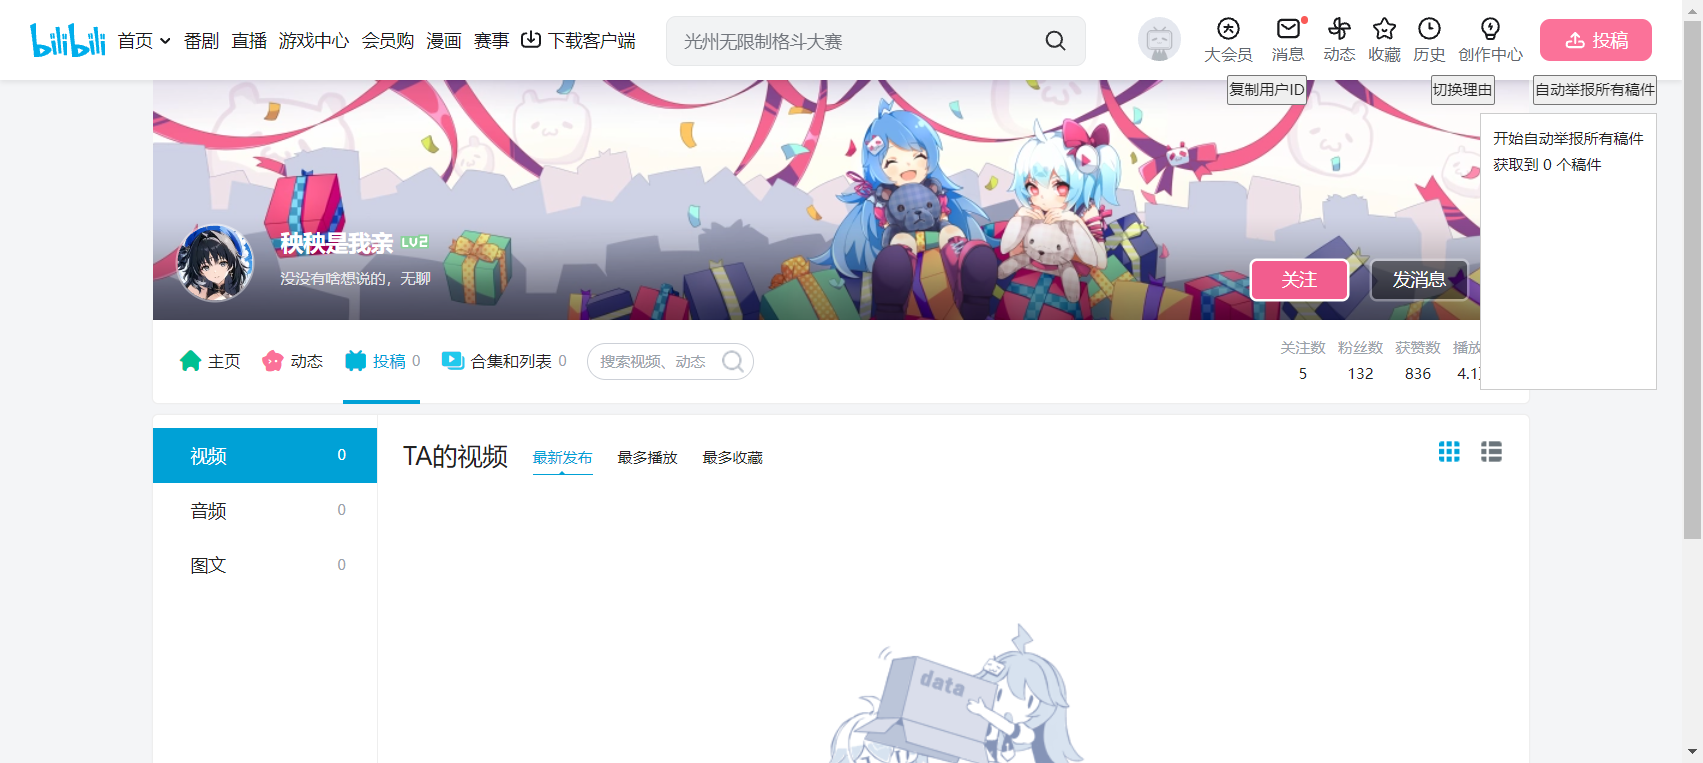 bilibili 首页 番剧 直播 游戏中心 会员购 漫画 赛事 下载客户端 光州无限制格斗大赛 大会员 消息 动态 收藏 历史 创作中心 投稿
复制用户ID 切换理由 自动举报所有稿件
开始自动举报所有稿件
获取到 0 个稿件
秧秧是我亲 LV2
没没有啥想说的，无聊
关注 发消息
主页 动态 投稿 0 合集和列表 0 搜索视频、动态
关注数 粉丝数 获赞数 播放
5 132 836 4.1
视频 0
音频 0
图文 0
TA的视频 最新发布 最多播放 最多收藏
data